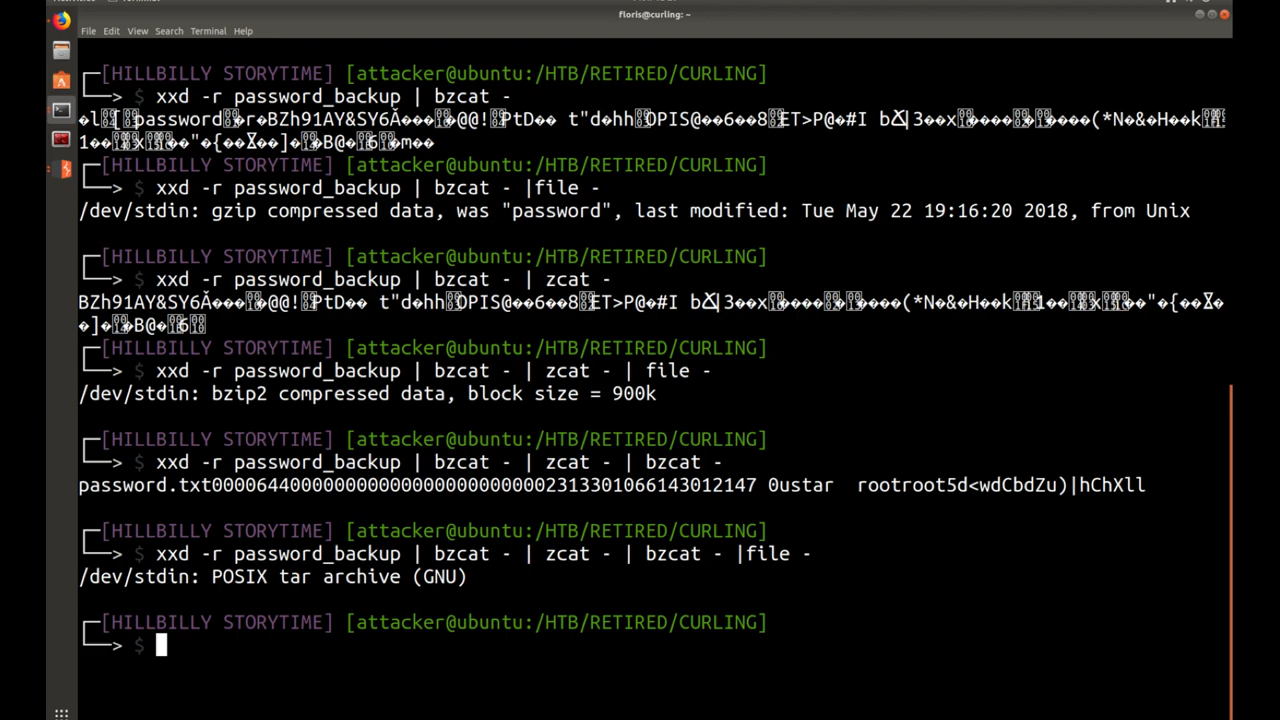 floris@curling: ~
File Edit View Search Terminal Help
[HILLBILLY STORYTIME] [attacker@ubuntu:/HTB/RETIRED/CURLING]
$ xxd -r password_backup | bzcat -
password
[HILLBILLY STORYTIME] [attacker@ubuntu:/HTB/RETIRED/CURLING]
$ xxd -r password_backup | bzcat - |file -
/dev/stdin: gzip compressed data, was "password", last modified: Tue May 22 19:16:20 2018, from Unix
[HILLBILLY STORYTIME] [attacker@ubuntu:/HTB/RETIRED/CURLING]
$ xxd -r password_backup | bzcat - | zcat -
[HILLBILLY STORYTIME] [attacker@ubuntu:/HTB/RETIRED/CURLING]
$ xxd -r password_backup | bzcat - | zcat - | file -
/dev/stdin: bzip2 compressed data, block size = 900k
[HILLBILLY STORYTIME] [attacker@ubuntu:/HTB/RETIRED/CURLING]
$ xxd -r password_backup | bzcat - | zcat - | bzcat -
0ustar rootroot5d<wdCbdZu)|hChXll
[HILLBILLY STORYTIME] [attacker@ubuntu:/HTB/RETIRED/CURLING]
$ xxd -r password_backup | bzcat - | zcat - | bzcat - |file -
/dev/stdin: POSIX tar archive (GNU)
[HILLBILLY STORYTIME] [attacker@ubuntu:/HTB/RETIRED/CURLING]
$